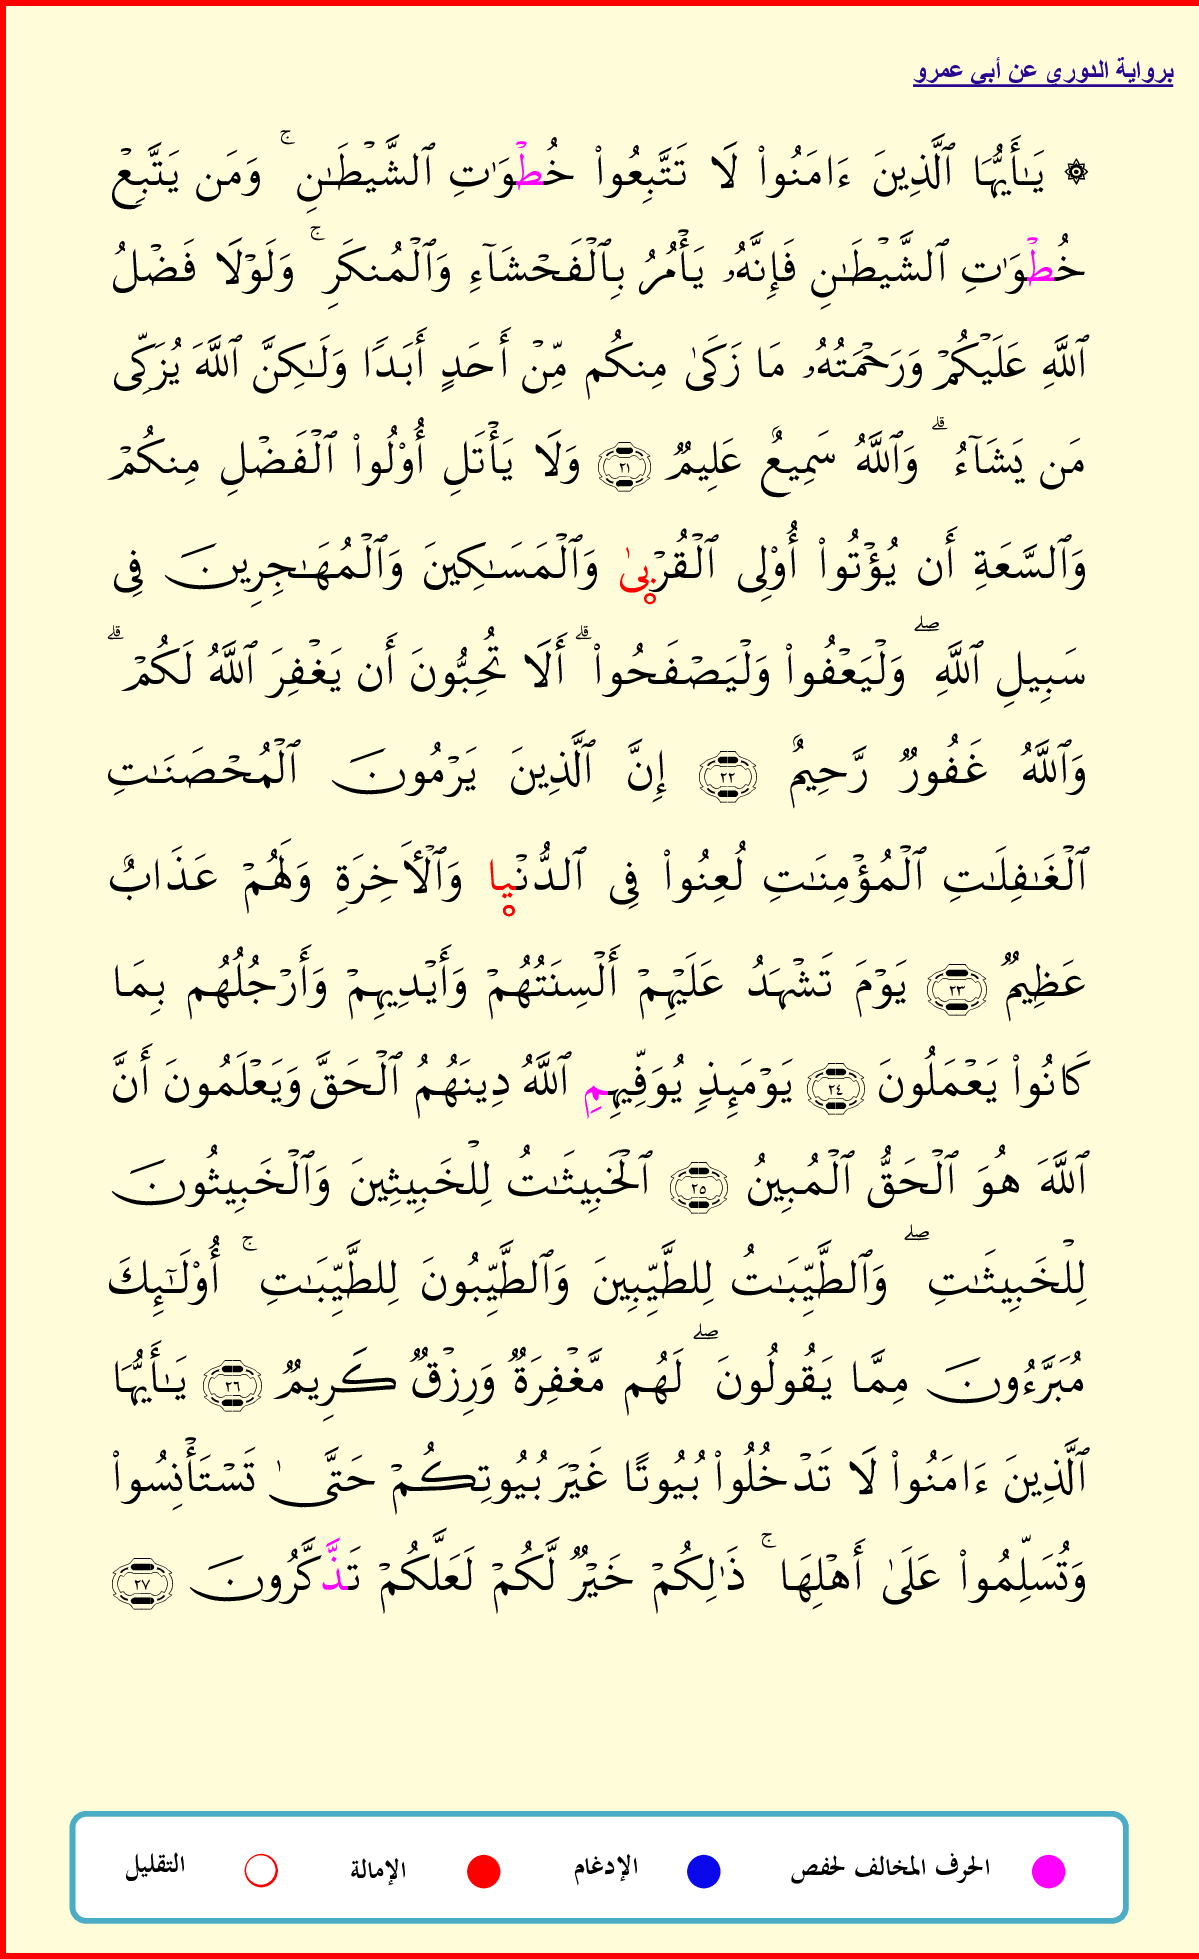 برواية الدوري عن أبي عمرو
۞ يَـٰٓأَيُّهَا ٱلَّذِينَ ءَامَنُوا۟ لَا تَتَّبِعُوا۟ خُطْوَٰتِ ٱلشَّيْطَـٰنِ ۚ وَمَن يَتَّبِعْ
خُطْوَٰتِ ٱلشَّيْطَـٰنِ فَإِنَّهُۥ يَأْمُرُ بِٱلْفَحْشَآءِ وَٱلْمُنكَرِ ۚ وَلَوْلَا فَضْلُ
ٱللَّهِ عَلَيْكُمْ وَرَحْمَتُهُۥ مَا زَكَىٰ مِنكُم مِّنْ أَحَدٍ أَبَدًا وَلَـٰكِنَّ ٱللَّهَ يُزَكِّى
مَن يَشَآءُ ۗ وَٱللَّهُ سَمِيعٌ عَلِيمٌ ٢١ وَلَا يَأْتَلِ أُو۟لُوا۟ ٱلْفَضْلِ مِنكُمْ
وَٱلسَّعَةِ أَن يُؤْتُوا۟ أُو۟لِى ٱلْقُرْبىٰ وَٱلْمَسَـٰكِينَ وَٱلْمُهَـٰجِرِينَ فِى
سَبِيلِ ٱللَّهِ ۖ وَلْيَعْفُوا۟ وَلْيَصْفَحُوا۟ ۗ أَلَا تُحِبُّونَ أَن يَغْفِرَ ٱللَّهُ لَكُمْ ۗ
وَٱللَّهُ غَفُورٌ رَّحِيمٌ ٢٢ إِنَّ ٱلَّذِينَ يَرْمُونَ ٱلْمُحْصَنَـٰتِ
ٱلْغَـٰفِلَـٰتِ ٱلْمُؤْمِنَـٰتِ لُعِنُوا۟ فِى ٱلدُّنْيا وَٱلْأَخِرَةِ وَلَهُمْ عَذَابٌ
عَظِيمٌ ٢٣ يَوْمَ تَشْهَدُ عَلَيْهِمْ أَلْسِنَتُهُمْ وَأَيْدِيهِمْ وَأَرْجُلُهُم بِمَا
كَانُوا۟ يَعْمَلُونَ ٢٤ يَوْمَئِذٍ يُوَفِّيهِمِ ٱللَّهُ دِينَهُمُ ٱلْحَقَّ وَيَعْلَمُونَ أَنَّ
ٱللَّهَ هُوَ ٱلْحَقُّ ٱلْمُبِينُ ٢٥ ٱلْخَبِيثَـٰتُ لِلْخَبِيثِينَ وَٱلْخَبِيثُونَ
لِلْخَبِيثَـٰتِ ۖ وَٱلطَّيِّبَـٰتُ لِلطَّيِّبِينَ وَٱلطَّيِّبُونَ لِلطَّيِّبَـٰتِ ۚ أُو۟لَـٰٓئِكَ
مُبَرَّءُونَ مِمَّا يَقُولُونَ ۖ لَهُم مَّغْفِرَةٌ وَرِزْقٌ كَرِيمٌ ٢٦ يَـٰٓأَيُّهَا
ٱلَّذِينَ ءَامَنُوا۟ لَا تَدْخُلُوا۟ بُيُوتًا غَيْرَ بُيُوتِكُمْ حَتَّىٰ تَسْتَأْنِسُوا۟
وَتُسَلِّمُوا۟ عَلَىٰٓ أَهْلِهَا ۚ ذَٰلِكُمْ خَيْرٌ لَّكُمْ لَعَلَّكُمْ تَذَّكَّرُونَ ٢٧
الحرف المخالف لحفص الإدغام الإمالة التقليل